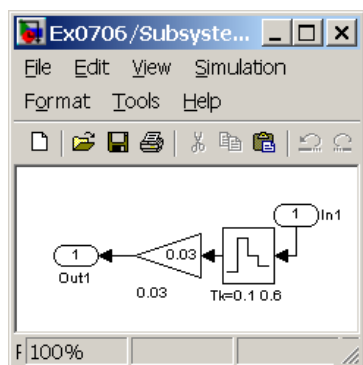 Ex0706/Subsyste...
File Edit View Simulation
Format Tools Help
1 In1
1 0.03
Out1
0.03 Tk=0.1 0.6
F 100%